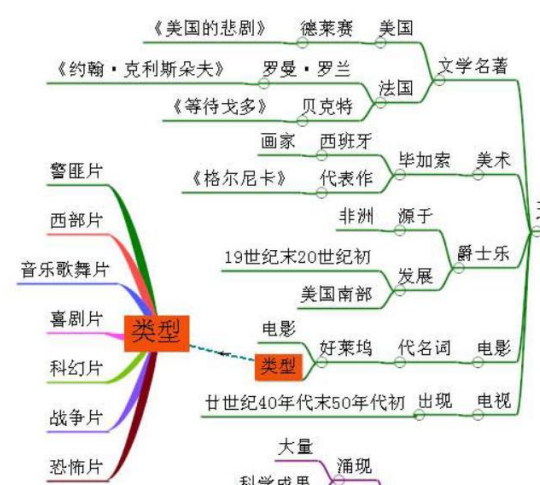 《美国的悲剧》 德莱赛 美国
《约翰·克利斯朵夫》 罗曼·罗兰
文学名著
法国
《等待戈多》 贝克特
画家 西班牙
毕加索 美术
《格尔尼卡》 代表作
非洲 源于
爵士乐
19世纪末20世纪初
发展
美国南部
电影
好莱坞 代名词 电影
类型
廿世纪40年代末50年代初 出现 电视
大量
涌现
科学成果
警匪片
西部片
音乐歌舞片
喜剧片
类型
科幻片
战争片
恐怖片